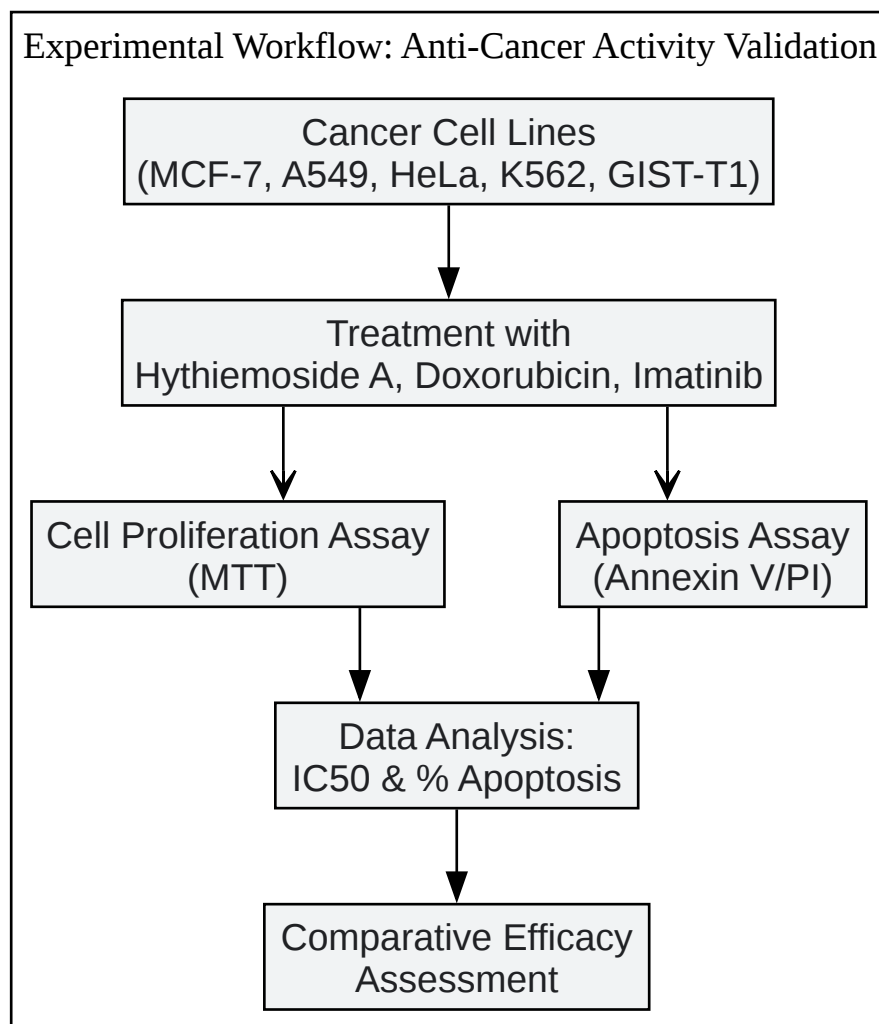 Experimental Workflow: Anti-Cancer Activity Validation
Cancer Cell Lines
(MCF-7, A549, HeLa, K562, GIST-T1)
Treatment with
Hythiemoside A, Doxorubicin, Imatinib
Cell Proliferation Assay
(MTT)
Apoptosis Assay
(Annexin V/PI)
Data Analysis:
IC50 & % Apoptosis
Comparative Efficacy
Assessment